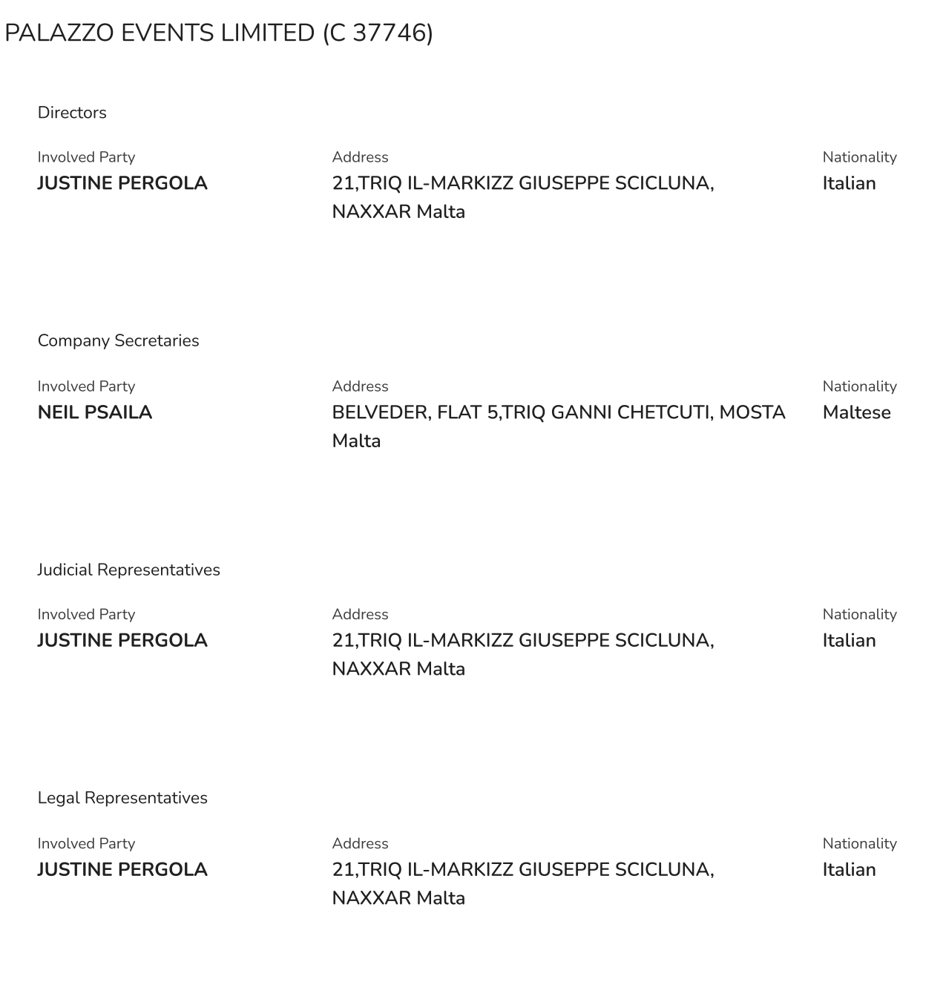 PALAZZO EVENTS LIMITED (C 37746)
Directors
Involved Party Address Nationality
JUSTINE PERGOLA 21,TRIQ IL-MARKIZZ GIUSEPPE SCICLUNA, Italian
NAXXAR Malta
Company Secretaries
Involved Party Address Nationality
NEIL PSAILA BELVEDER, FLAT 5,TRIQ GANNI CHETCUTI, MOSTA Maltese
Malta
Judicial Representatives
Involved Party Address Nationality
JUSTINE PERGOLA 21,TRIQ IL-MARKIZZ GIUSEPPE SCICLUNA, Italian
NAXXAR Malta
Legal Representatives
Involved Party Address Nationality
JUSTINE PERGOLA 21,TRIQ IL-MARKIZZ GIUSEPPE SCICLUNA, Italian
NAXXAR Malta